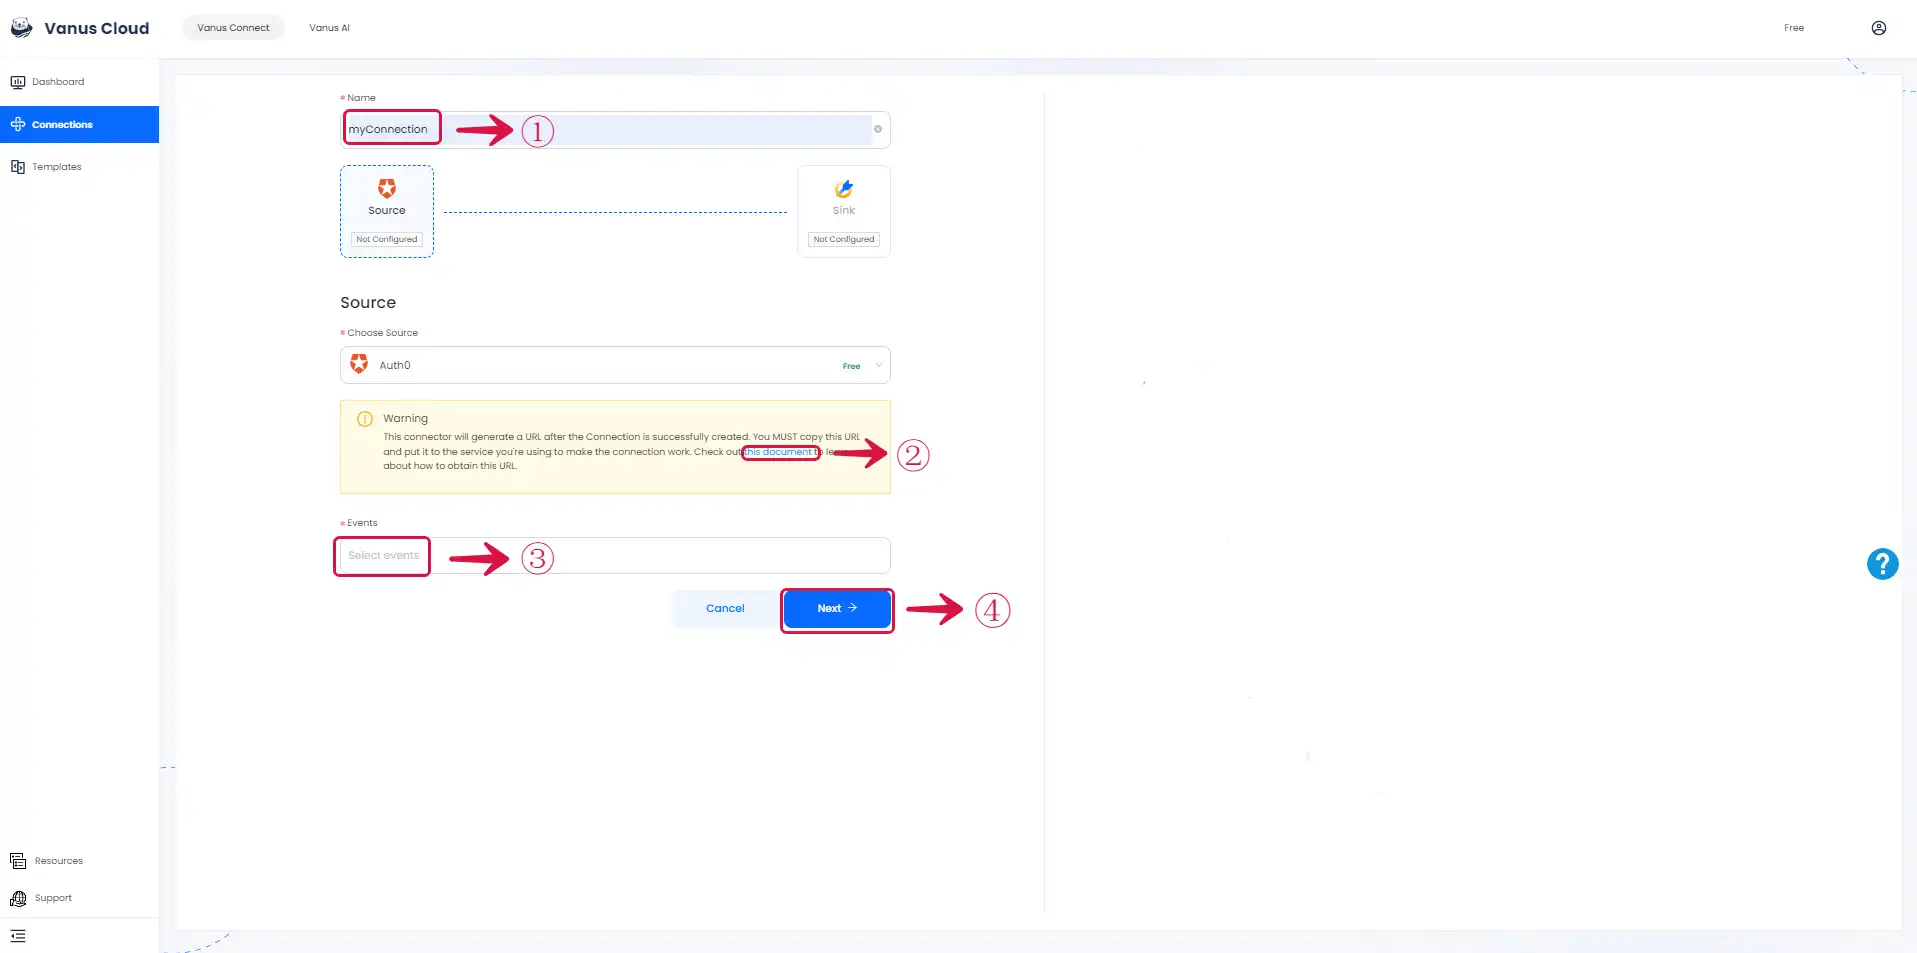 Vanus Cloud
Vanus Connect
Vanus AI
Free
Dashboard
Connections
Templates
* Name
myConnection
①
Source
Not Configured
Sink
Not Configured
Source
* Choose Source
Auth0
Free
Warning
This connector will generate a URL after the Connection is successfully created. You MUST copy this URL
and put it to the service you're using to make the connection work. Check out this document to
about how to obtain this URL.
②
* Events
Select events
③
Cancel
Next →
④
?
Resources
Support